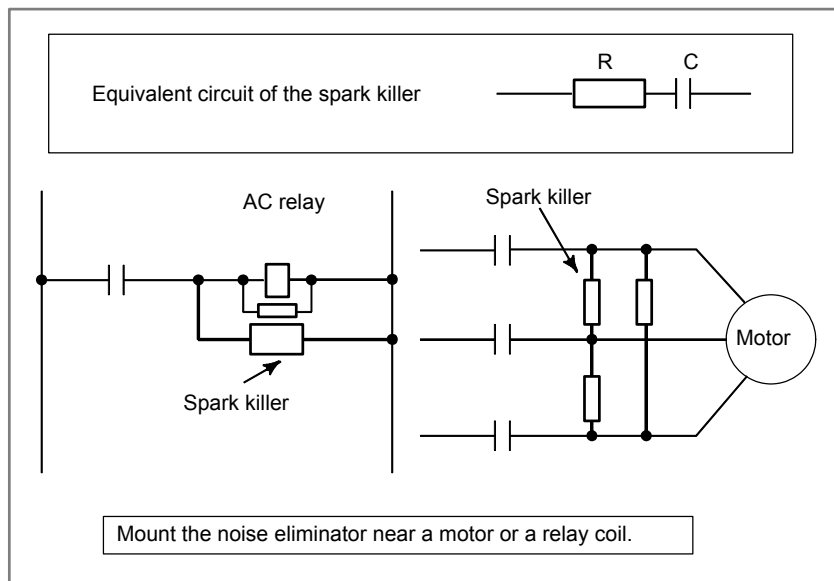 R
C
Equivalent circuit of the spark killer
AC relay
Spark killer
Spark killer
Motor
Mount the noise eliminator near a motor or a relay coil.